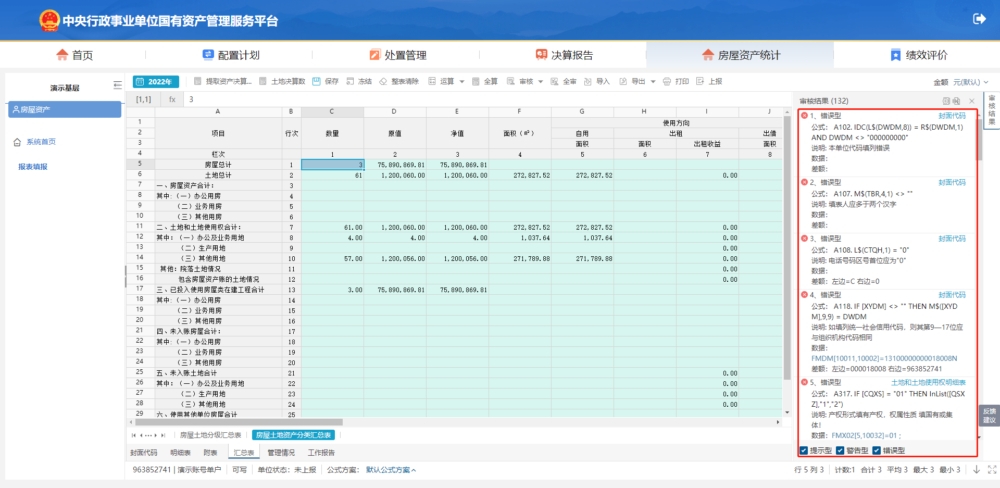 中央行政事业单位国有资产管理服务平台
首页 配置计划 处置管理 决算报告 房屋资产统计 绩效评价
演示基层
房屋资产
系统首页
报表填报
2022年 提取资产决算... 土地决算数 保存 冻结 整表清除 运算 全算 审核 全审 导入 导出 打印 上报 金额 元(默认)
[1,1] fx 3
A B C D E F G H I J
1 项目 行次 数量 原值 净值 面积（㎡） 使用方向
2 自用 出租 出借
3 面积 面积 出租收益 面积
4 栏次 1 2 3 4 5 6 7 8
5 房屋总计 1 3 75,890,869.81 75,890,869.81
6 土地总计 2 61 1,200,060.00 1,200,060.00 272,827.52 272,827.52 0.00
7 一、房屋资产合计： 3
8 其中：（一）办公用房 4
9 （二）业务用房 5
10 （三）其他用房 6
11 二、土地和土地使用权合计： 7 61.00 1,200,060.00 1,200,060.00 272,827.52 272,827.52 0.00
12 其中：（一）办公及业务用地 8 4.00 4.00 4.00 1,037.64 1,037.64 0.00
13 （二）生产用地 9 0.00
14 （三）其他用地 10 57.00 1,200,056.00 1,200,056.00 271,789.88 271,789.88 0.00
15 其他：院落土地情况 11 0.00
16 包含房屋资产账的土地情况 12 0.00
17 三、已投入使用房屋类在建工程合计 13 3.00 75,890,869.81 75,890,869.81
18 其中：（一）办公用房 14
19 （二）业务用房 15
20 （三）其他用房 16
21 四、未入账房屋合计： 17
22 其中：（一）办公用房 18
23 （二）业务用房 19
24 （三）其他用房 20
25 五、未入账土地合计 21 0.00
26 其中：（一）办公及业务用地 22 0.00
27 （二）生产用地 23 0.00
28 （三）其他用地 24 0.00
29 六、使用其他单位房屋合计 25
房屋土地分级汇总表 房屋土地资产分类汇总表
封面代码 明细表 附表 汇总表 管理情况 工作报告
963852741 | 演示账号单户 可写 单位状态：未上报 公式方案：默认公式方案
行 5 列 3 计数:1 合计 3 平均 3 最大 3 最小 3
审核结果 (132)
1、错误型 封面代码
公式： A102. IDC(L$(DWDM,8)) = R$(DWDM,1)
AND DWDM <> "000000000"
说明: 本单位代码填列错误
数据:
差额:
2、错误型 封面代码
公式： A107. M$(TBR,4,1) <> ""
说明: 填表人应多于两个汉字
数据:
差额:
3、错误型 封面代码
公式： A108. L$(CTQH,1) = "0"
说明: 电话号码区号首位应为"0"
数据:
差额: 左边=C 右边=0
4、错误型 封面代码
公式： A118. IF [XYDM] <> "" THEN M$([XYD
M],9,9) = DWDM
说明: 如填列统一社会信用代码，则其第9—17位应
与组织机构代码相同
数据:
FMDM[10011,10002]=13100000000018008N
差额: 左边=000018008 右边=963852741
5、错误型 土地和土地使用权明细表
公式： A317. IF [CQXS] = "01" THEN InList([QSX
Z],"1","2")
说明: 产权形式填有产权，权属性质 填国有或集
体!
数据: FMX02[5,10032]=01 ;
提示型 警告型 错误型
审核结果
反馈
建议